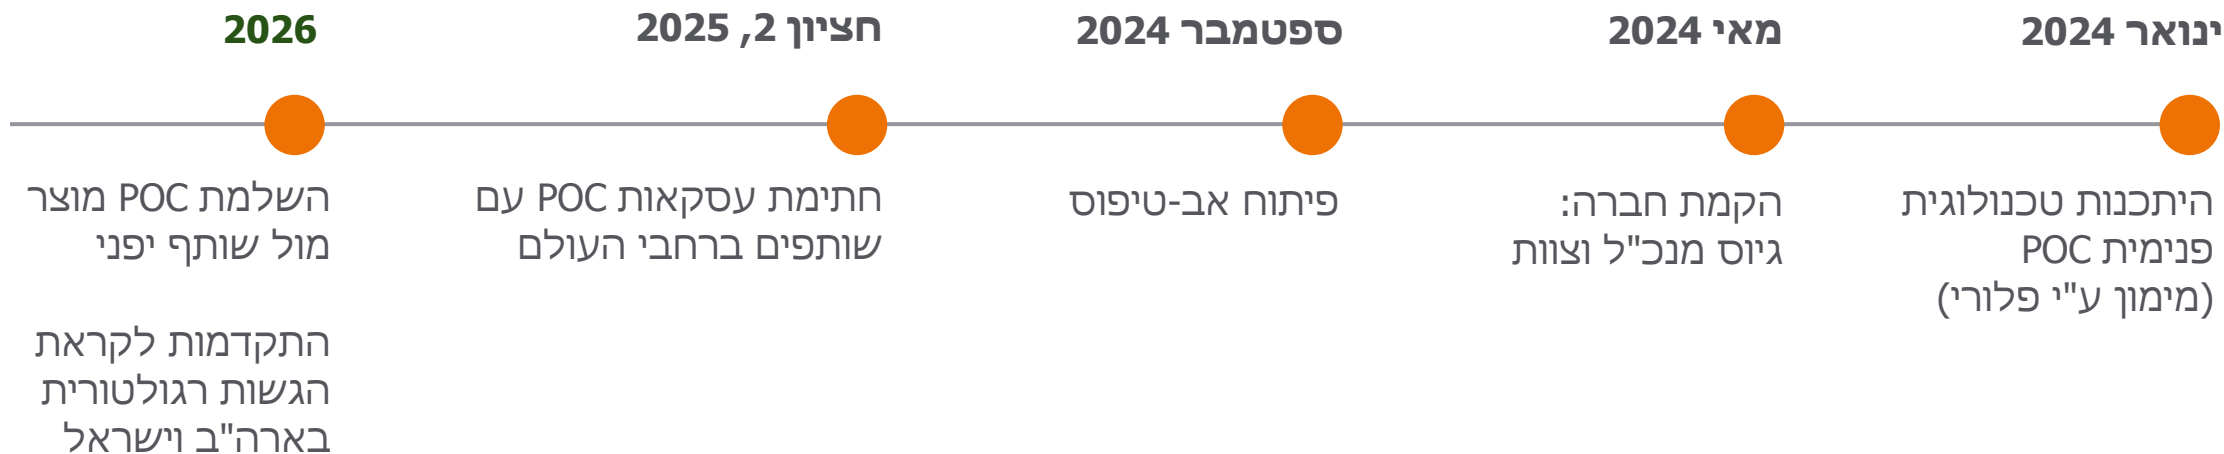 ינואר 2024
היתכנות טכנולוגית
פנימית POC
(מימון ע"י פלורי)
מאי 2024
הקמת חברה:
גיוס מנכ"ל וצוות
ספטמבר 2024
פיתוח אב-טיפוס
חציון 2, 2025
חתימת עסקאות POC עם
שותפים ברחבי העולם
2026
השלמת POC מוצר
מול שותף יפני
התקדמות לקראת
הגשות רגולטורית
בארה"ב וישראל